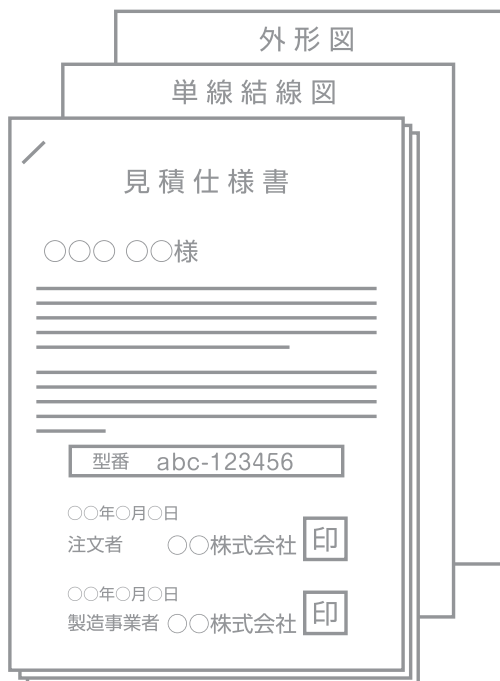 外形図
単線結線図
見積仕様書
○○○ ○○様
型番 abc-123456
○○年○月○日
注文者 ○○株式会社 印
○○年○月○日
製造事業者 ○○株式会社 印